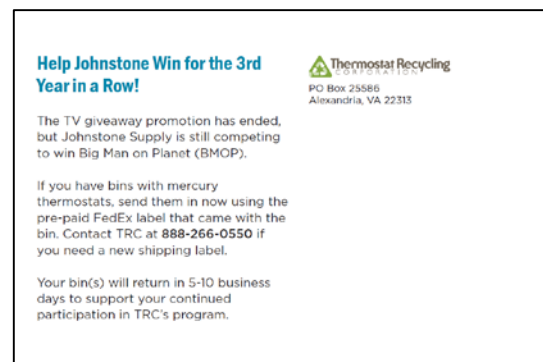 Help Johnstone Win for the 3rd
Year in a Row!
The TV giveaway promotion has ended,
but Johnstone Supply is still competing
to win Big Man on Planet (BMOP).
If you have bins with mercury
thermostats, send them in now using the
pre-paid FedEx label that came with the
bin. Contact TRC at 888-266-0550 if
you need a new shipping label.
Your bin(s) will return in 5-10 business
days to support your continued
participation in TRC's program.
Thermostat Recycling
CORPORATION
PO Box 25586
Alexandria, VA 22313